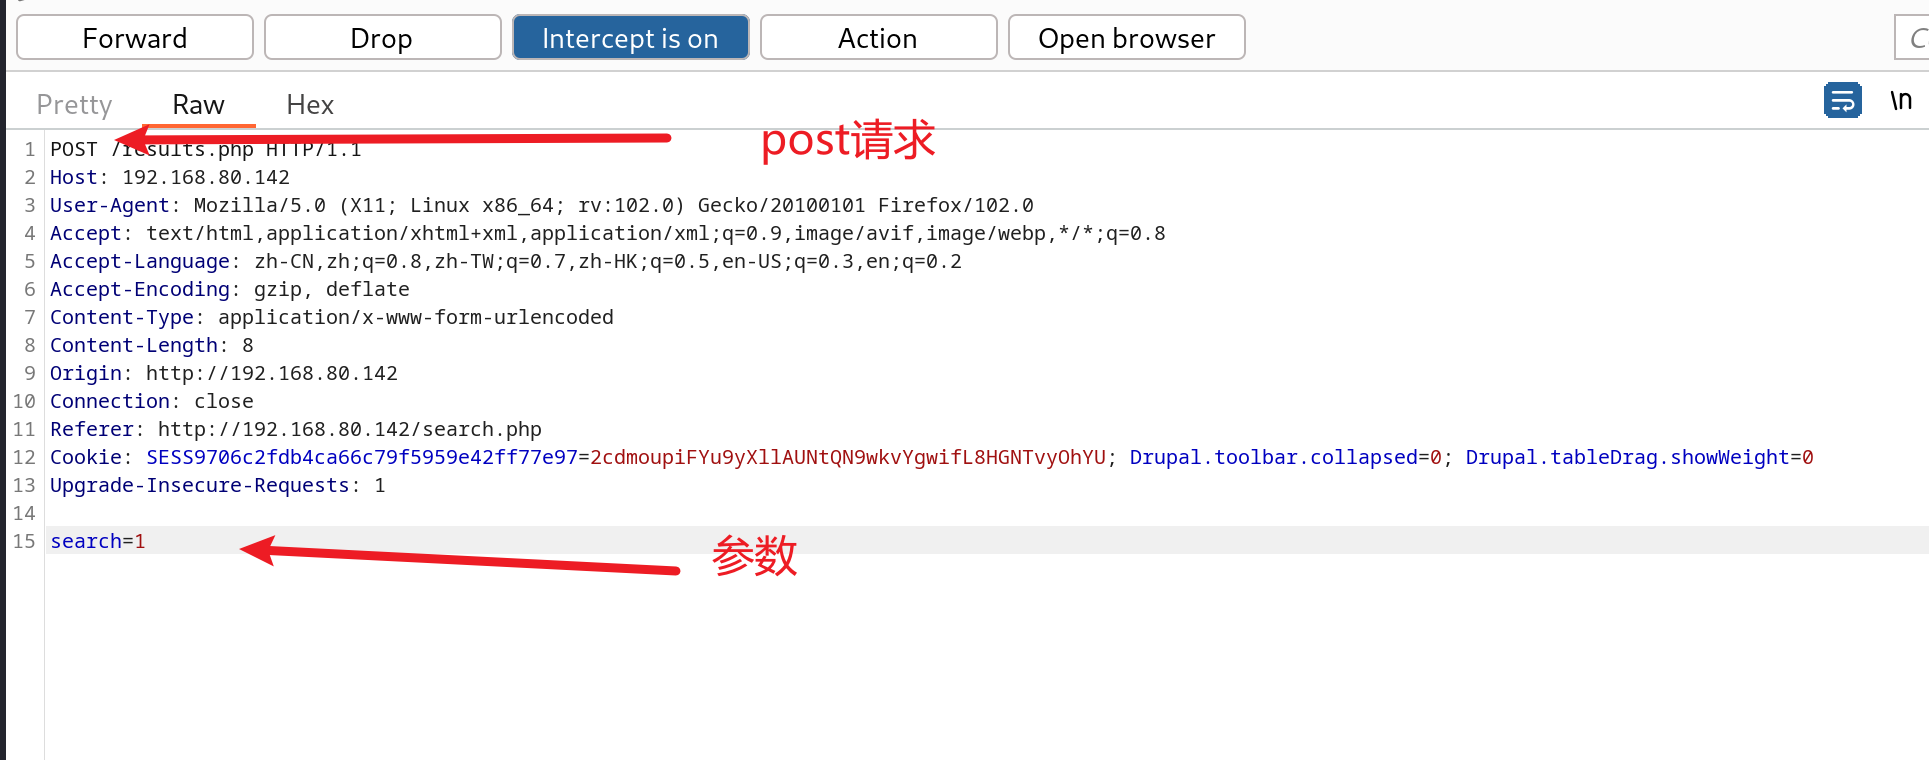 Forward Drop Intercept is on Action Open browser
Pretty Raw Hex \n
post请求
1 POST /results.php HTTP/1.1
2 Host: 192.168.80.142
3 User-Agent: Mozilla/5.0 (X11; Linux x86_64; rv:102.0) Gecko/20100101 Firefox/102.0
4 Accept: text/html,application/xhtml+xml,application/xml;q=0.9,image/avif,image/webp,*/*;q=0.8
5 Accept-Language: zh-CN,zh;q=0.8,zh-TW;q=0.7,zh-HK;q=0.5,en-US;q=0.3,en;q=0.2
6 Accept-Encoding: gzip, deflate
7 Content-Type: application/x-www-form-urlencoded
8 Content-Length: 8
9 Origin: http://192.168.80.142
10 Connection: close
11 Referer: http://192.168.80.142/search.php
12 Cookie: SESS9706c2fdb4ca66c79f5959e42ff77e97=2cdmoupiFYu9yXllAUNtQN9wkvYgwifL8HGNTvyOhYU; Drupal.toolbar.collapsed=0; Drupal.tableDrag.showWeight=0
13 Upgrade-Insecure-Requests: 1
14
15 search=1
参数